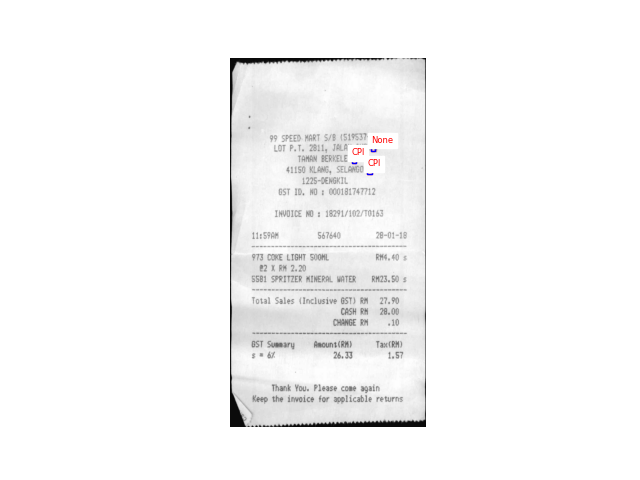 99 SPEED MART S/B (519537
None
LOT P.T. 2811, JALA
CPI
TAMAN BERKELE
CPI
41150 KLANG, SELANGO
1225-DENGKIL
GST ID. NO : 000181747712
INVOICE NO : 18291/102/T0163
11:59AM 567640 28-01-18
973 COKE LIGHT 500ML RM4.40 s
@2 X RM 2.20
5581 SPRITZER MINERAL WATER RM23.50 s
Total Sales (Inclusive GST) RM 27.90
CASH RM 28.00
CHANGE RM .10
GST Summary Amount(RM) Tax(RM)
s = 6% 26.33 1.57
Thank You. Please come again
Keep the invoice for applicable returns